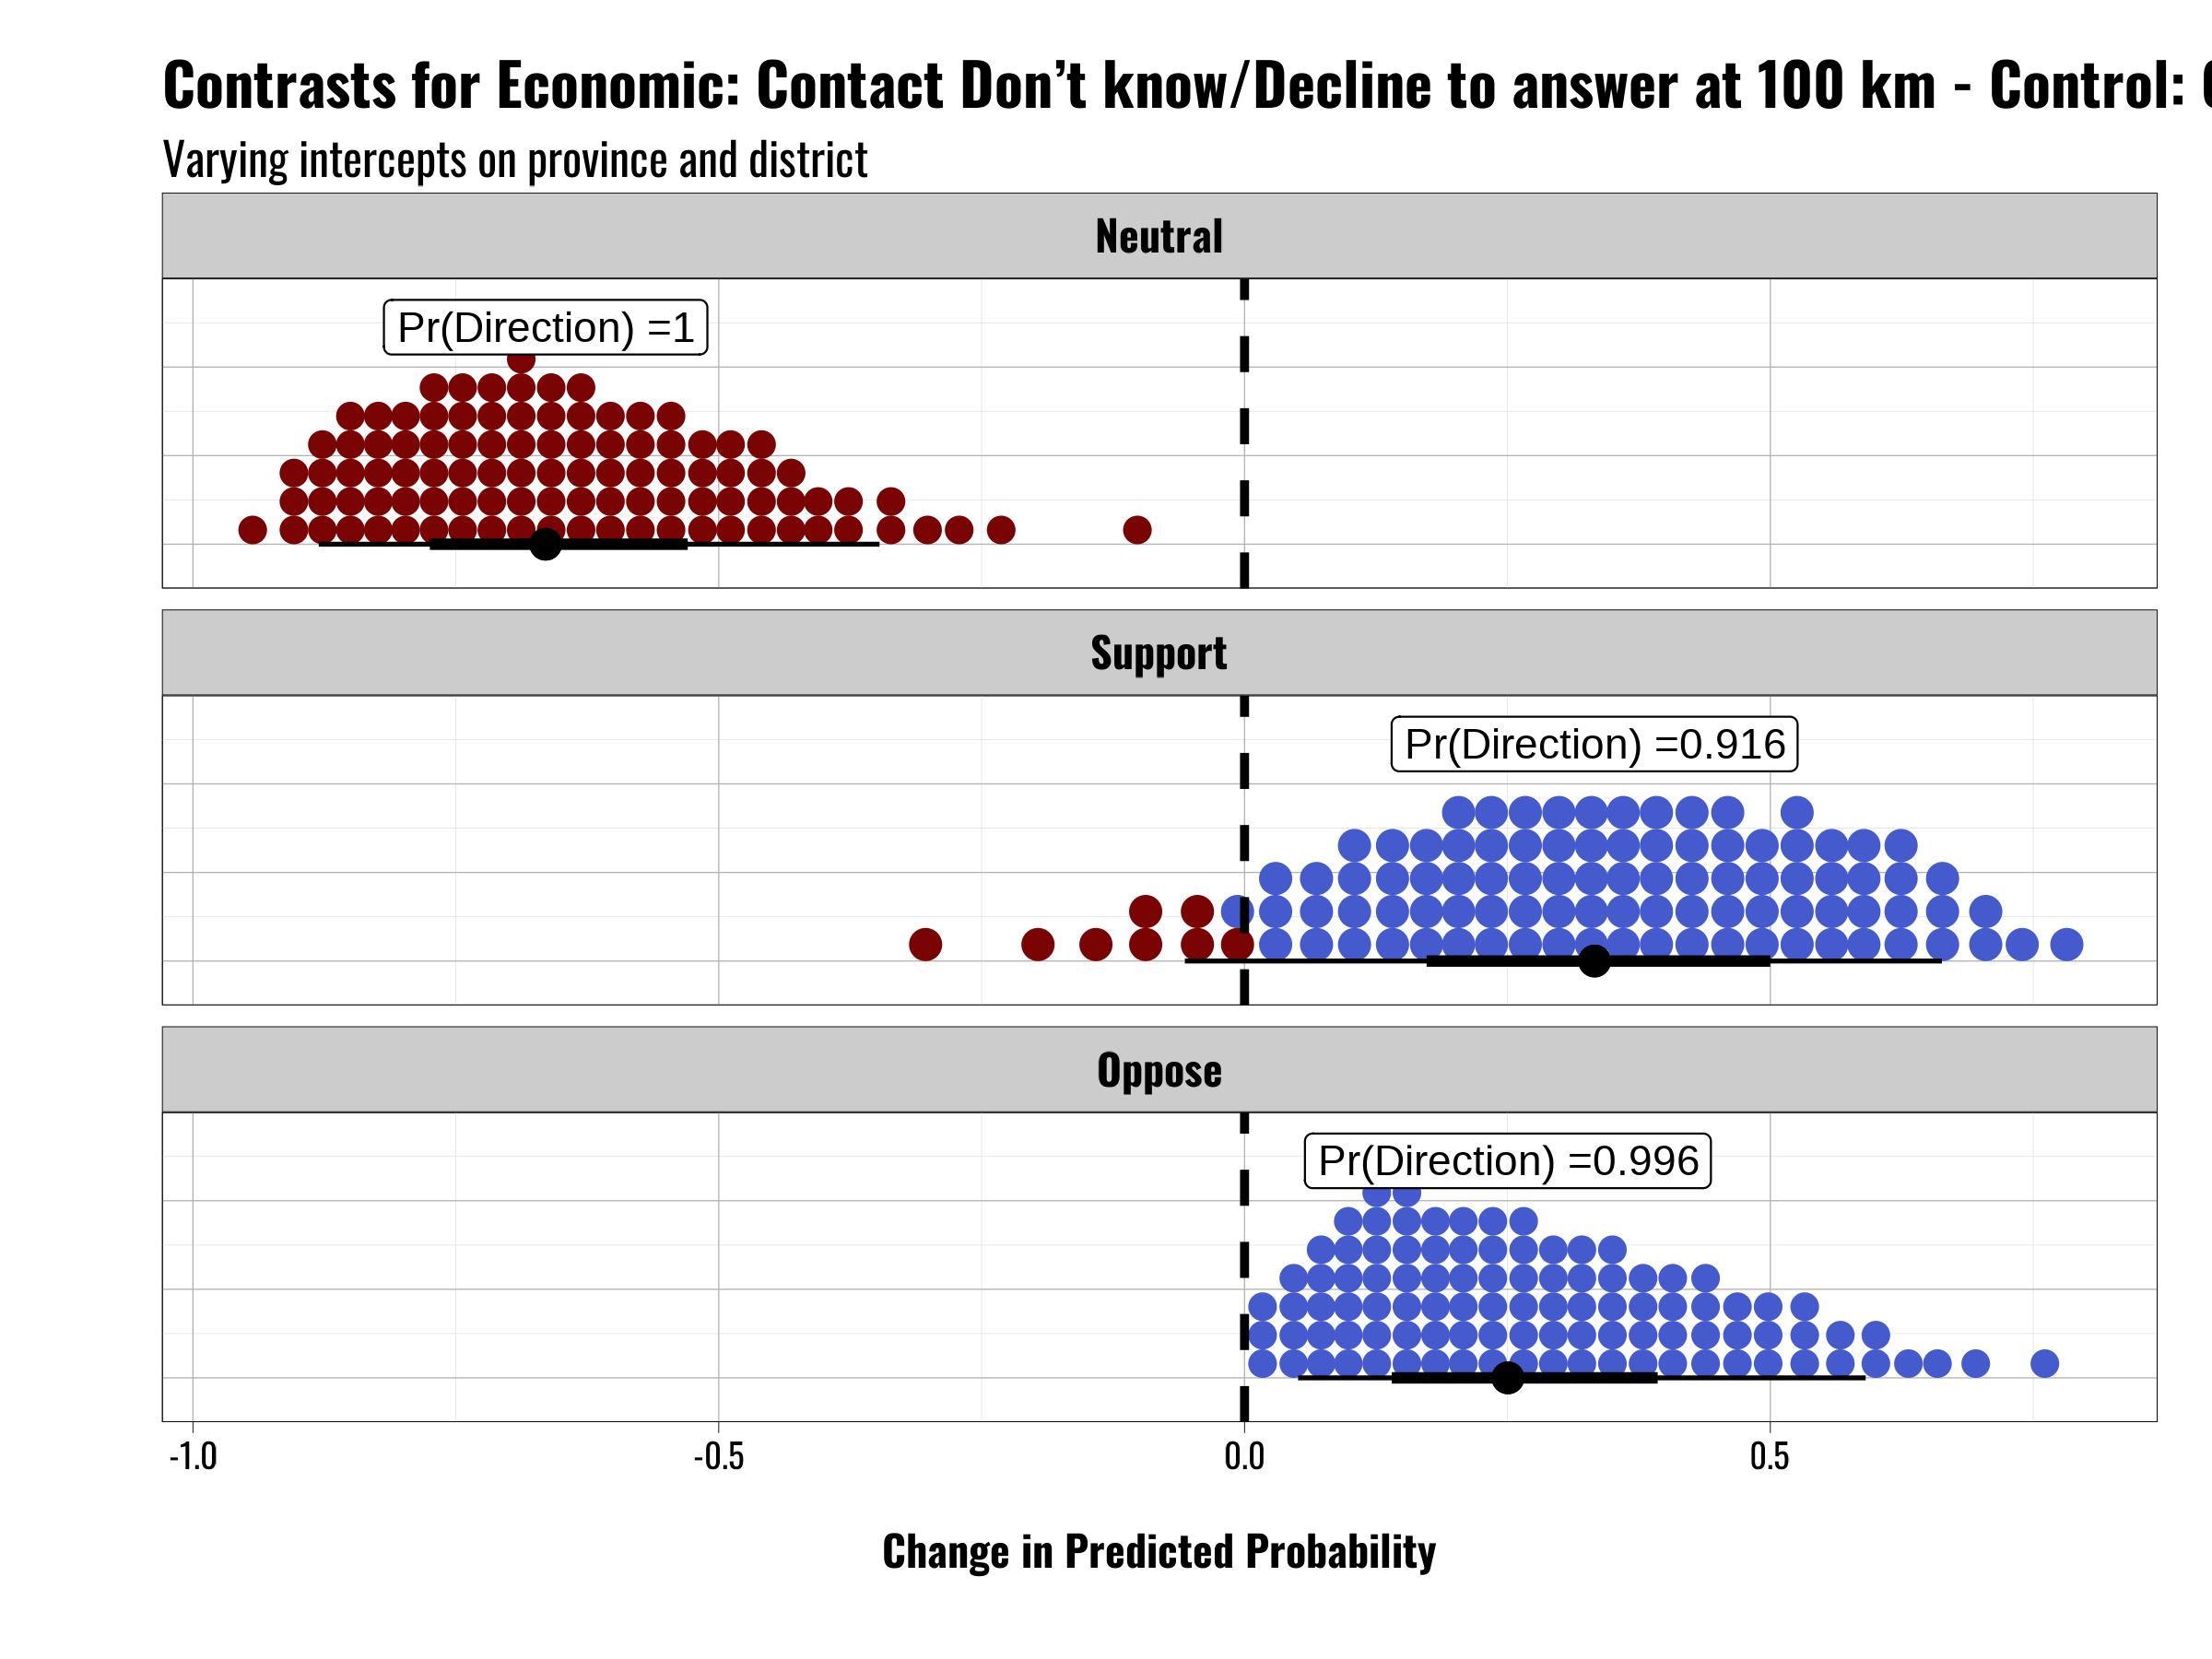 Contrasts for Economic: Contact Don’t know/Decline to answer at 100 km - Control:
Varying intercepts on province and district
Neutral
Pr(Direction) =1
Support
Pr(Direction) =0.916
Oppose
Pr(Direction) =0.996
-1.0 -0.5 0.0 0.5
Change in Predicted Probability